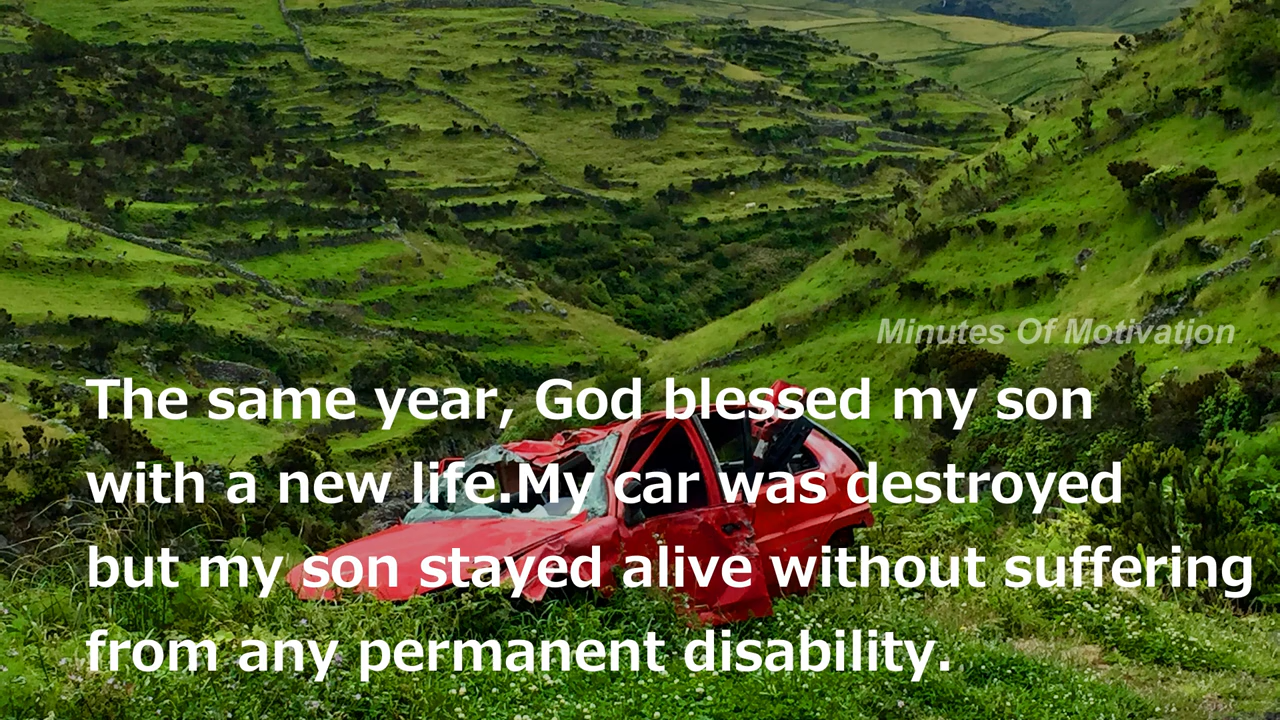 Minutes Of Motivation
The same year, God blessed my son
with a new life.My car was destroyed
but my son stayed alive without suffering
from any permanent disability.